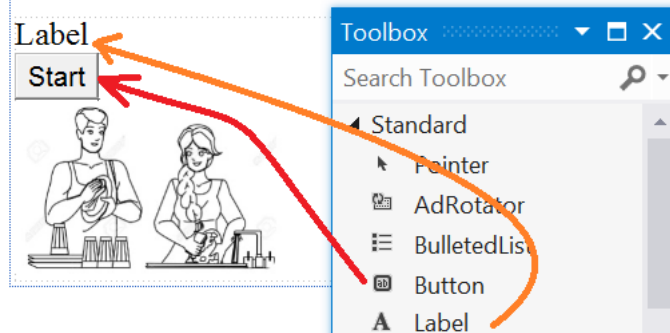 Label
Start
Toolbox
Search Toolbox
Standard
Pointer
AdRotator
BulletedList
Button
Label